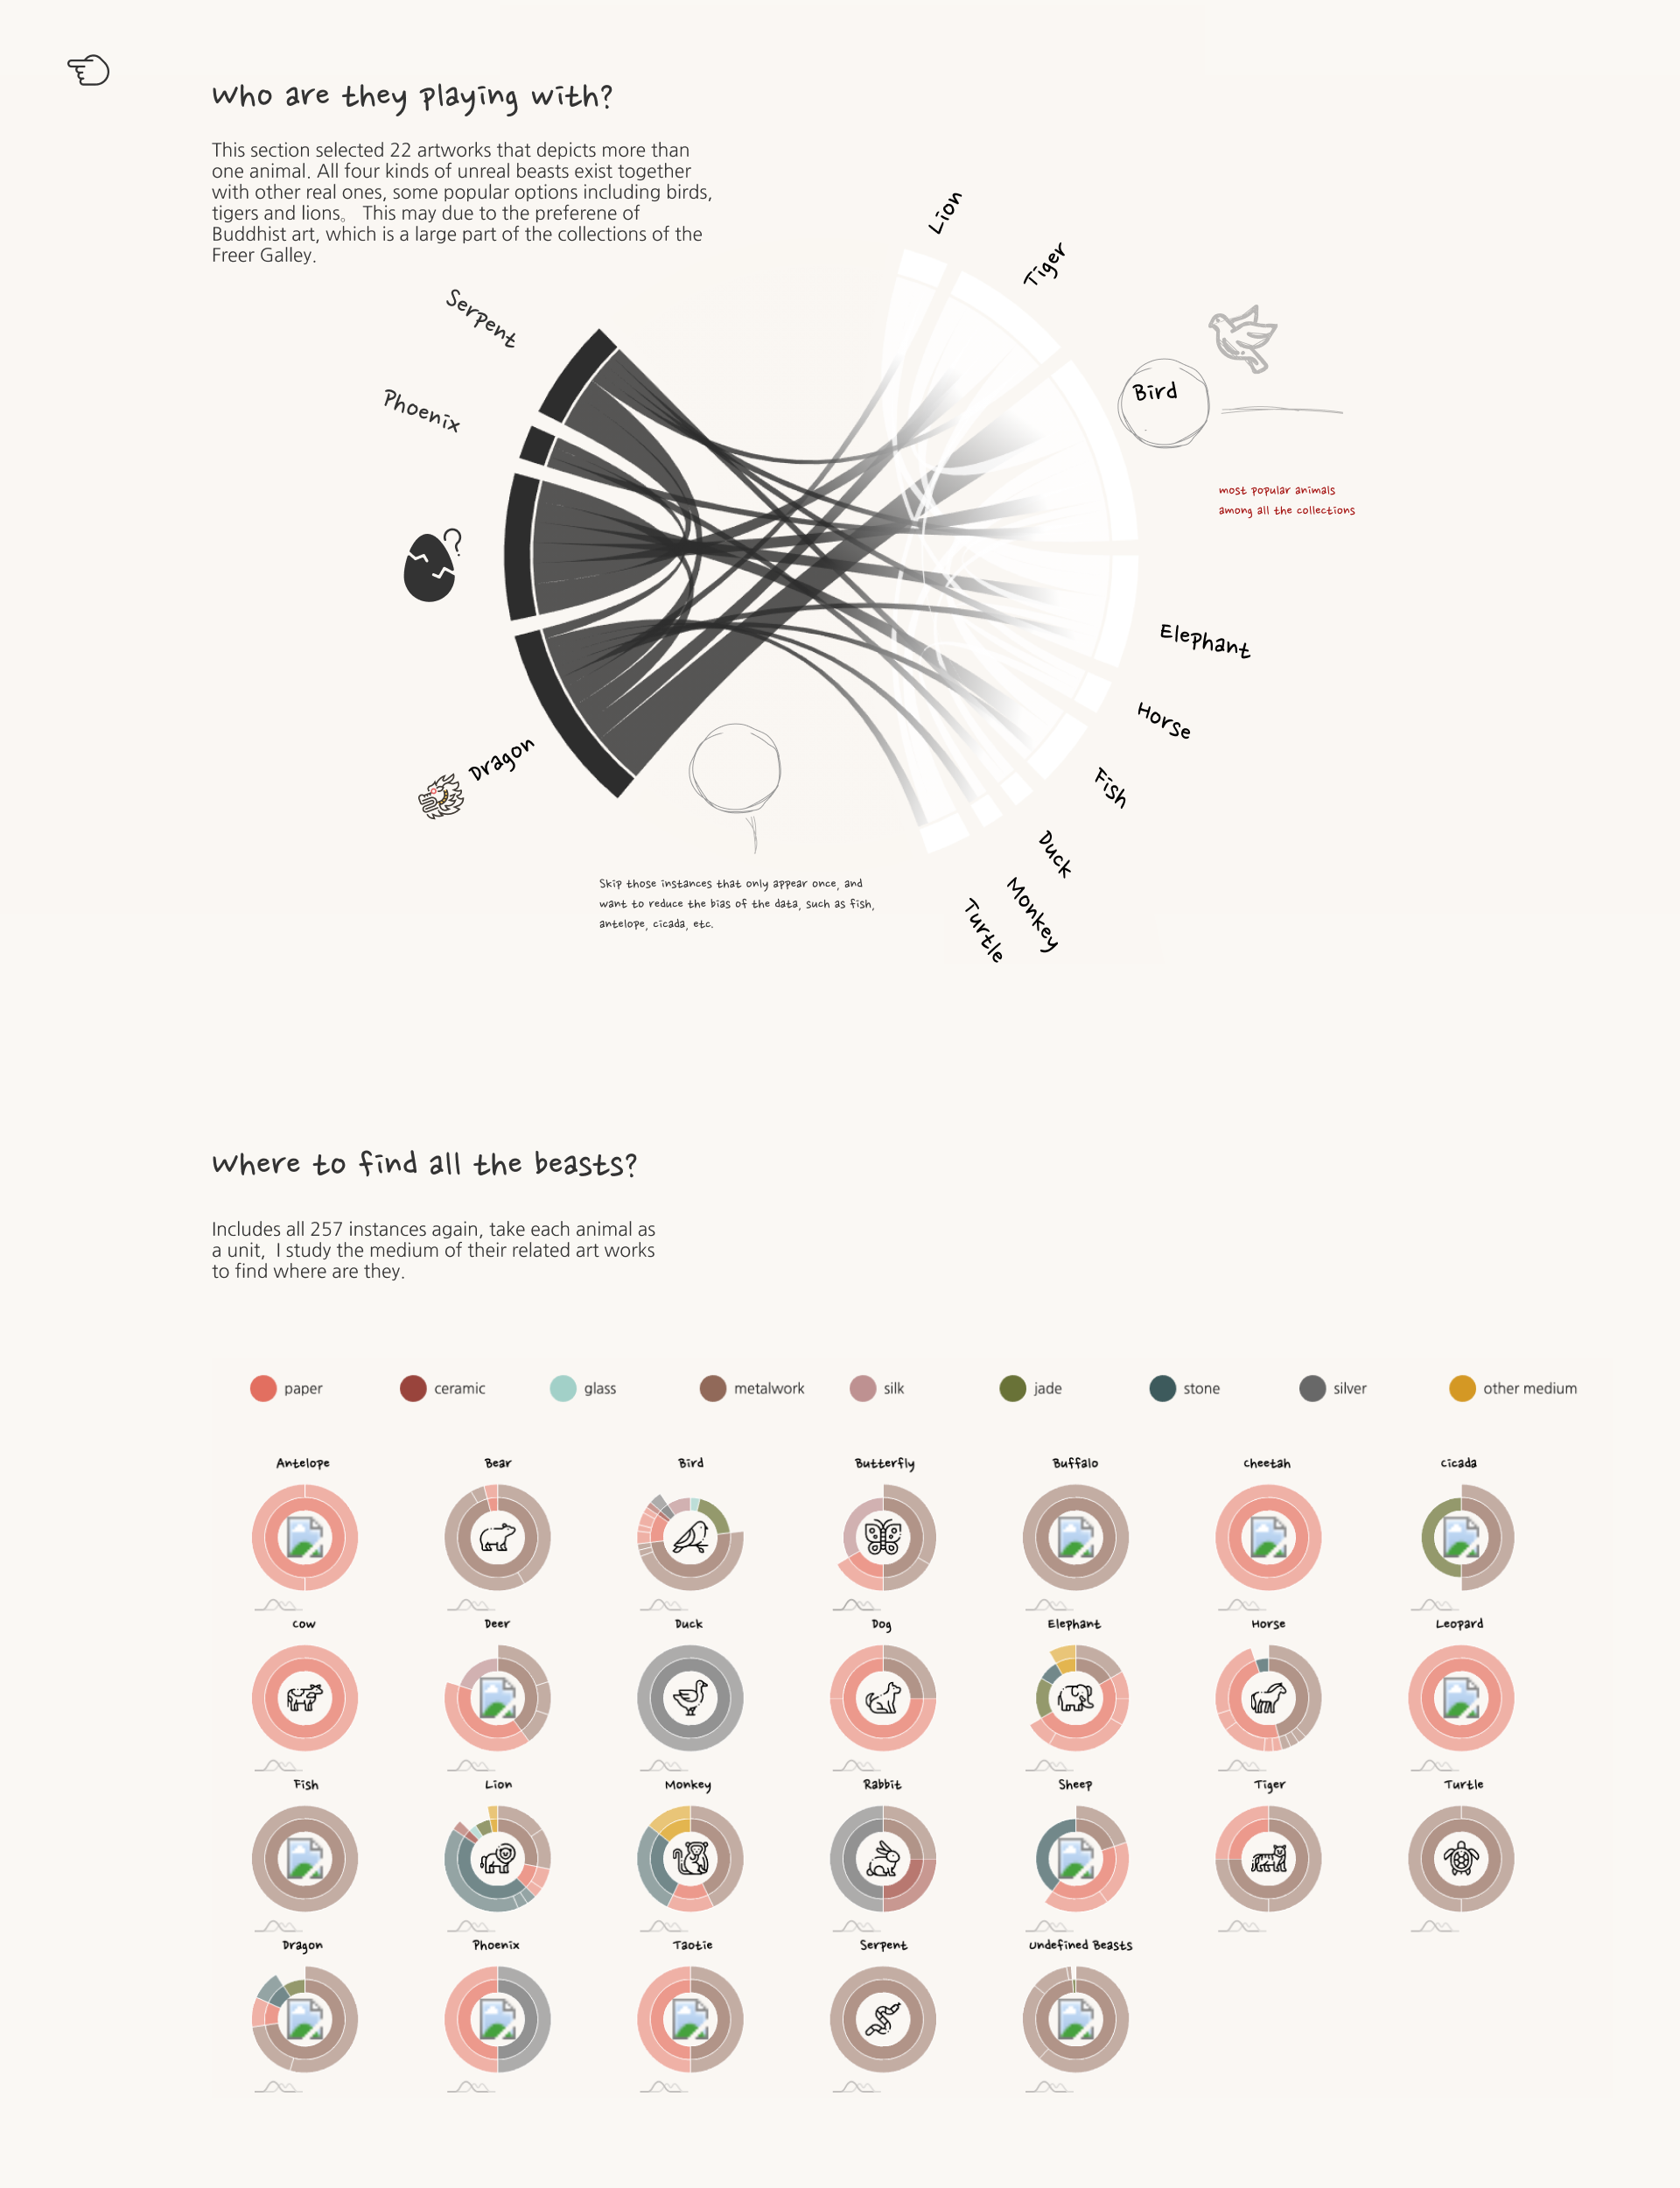 Who are they playing with?
This section selected 22 artworks that depicts more than
one animal. All four kinds of unreal beasts exist together
with other real ones, some popular options including birds,
tigers and lions。 This may due to the preferene of
Buddhist art, which is a large part of the collections of the
Freer Galley.
Lion
Tiger
Serpent
Bird
Phoenix
most popular animals
among all the collections
?
Elephant
Horse
Dragon
Fish
Duck
Monkey
Turtle
Skip those instances that only appear once, and
want to reduce the bias of the data, such as fish,
antelope, cicada, etc.
Where to find all the beasts?
Includes all 257 instances again, take each animal as
a unit, I study the medium of their related art works
to find where are they.
paper ceramic glass metalwork silk jade stone silver other medium
Antelope Bear Bird Butterfly Buffalo Cheetah Cicada
Cow Deer Duck Dog Elephant Horse Leopard
Fish Lion Monkey Rabbit Sheep Tiger Turtle
Dragon Phoenix Taotie Serpent Undefined Beasts